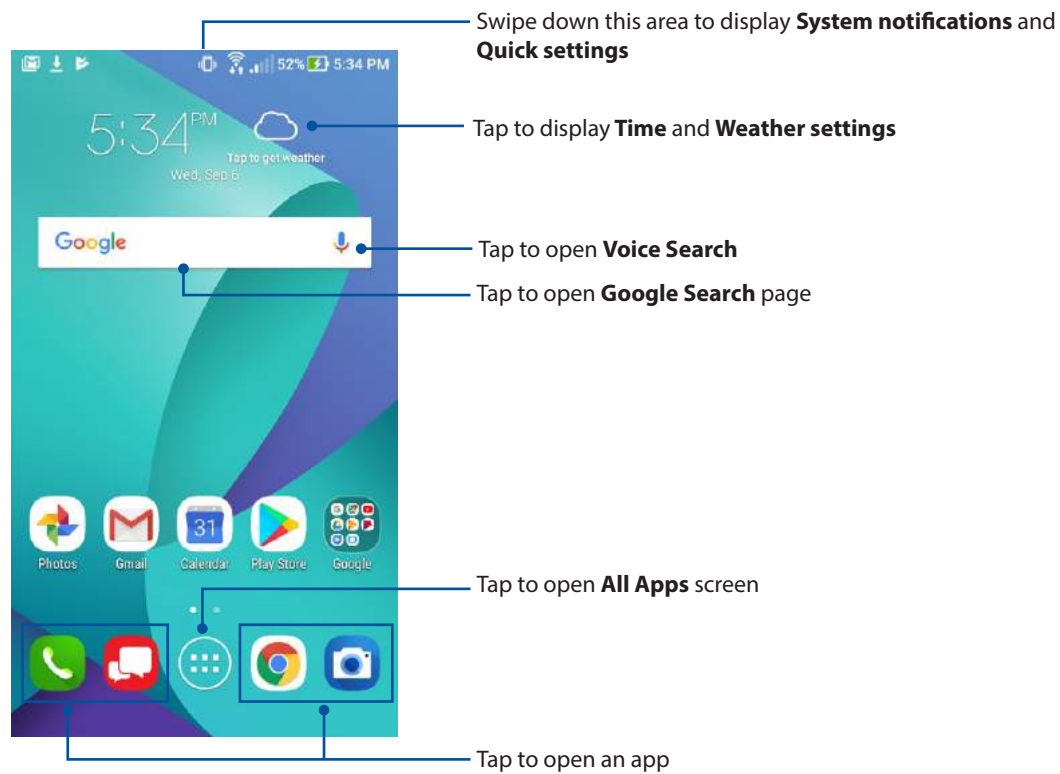 Swipe down this area to display System notifications and
Quick settings
52% 5:34 PM
5:34 PM
Tap to get weather
Wed, Sep 6
Tap to display Time and Weather settings
Google
Tap to open Voice Search
Tap to open Google Search page
31
Photos Gmail Calendar Play Store Google
Tap to open All Apps screen
Tap to open an app